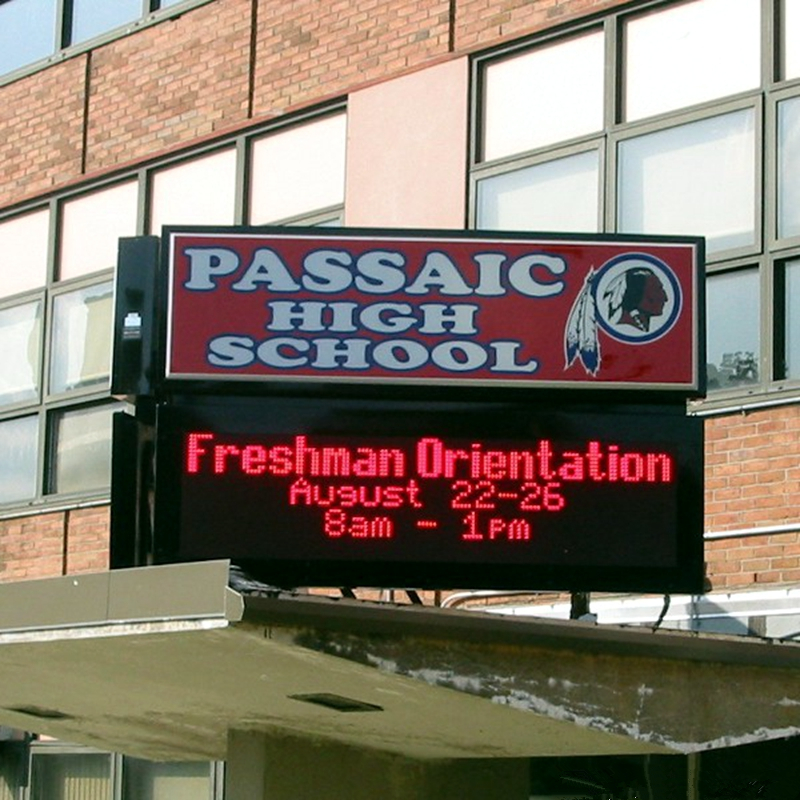 PASSAIC
HIGH
SCHOOL
Freshman Orientation
August 22-26
8am - 1pm